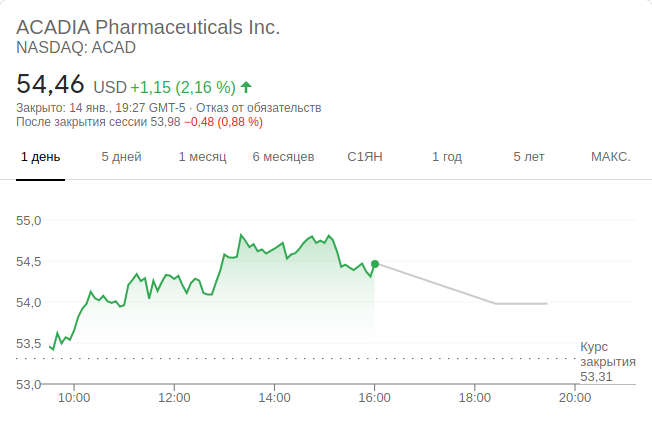 ACADIA Pharmaceuticals Inc.
NASDAQ: ACAD
54,46 USD +1,15 (2,16 %)
Закрыто: 14 янв., 19:27 GMT-5 · Отказ от обязательств
После закрытия сессии 53,98 −0,48 (0,88 %)
1 день 5 дней 1 месяц 6 месяцев С1ЯН 1 год 5 лет МАКС.
55,0
54,5
54,0
53,5
Курс
закрытия
53,31
53,0
10:00 12:00 14:00 16:00 18:00 20:00